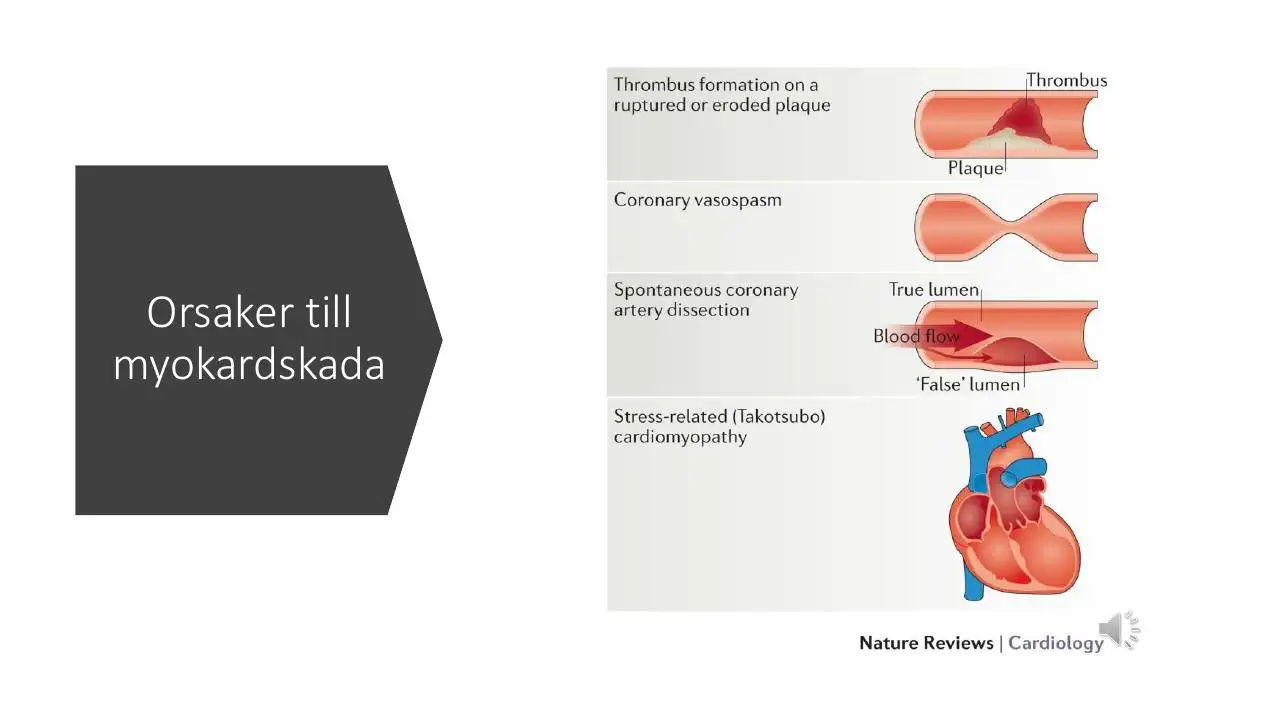 Orsaker till
myokardskada
Thrombus formation on a
ruptured or eroded plaque
Thrombus
Plaque
Coronary vasospasm
Spontaneous coronary
artery dissection
True lumen
Blood flow
‘False’ lumen
Stress-related (Takotsubo)
cardiomyopathy
Nature Reviews | Cardiology